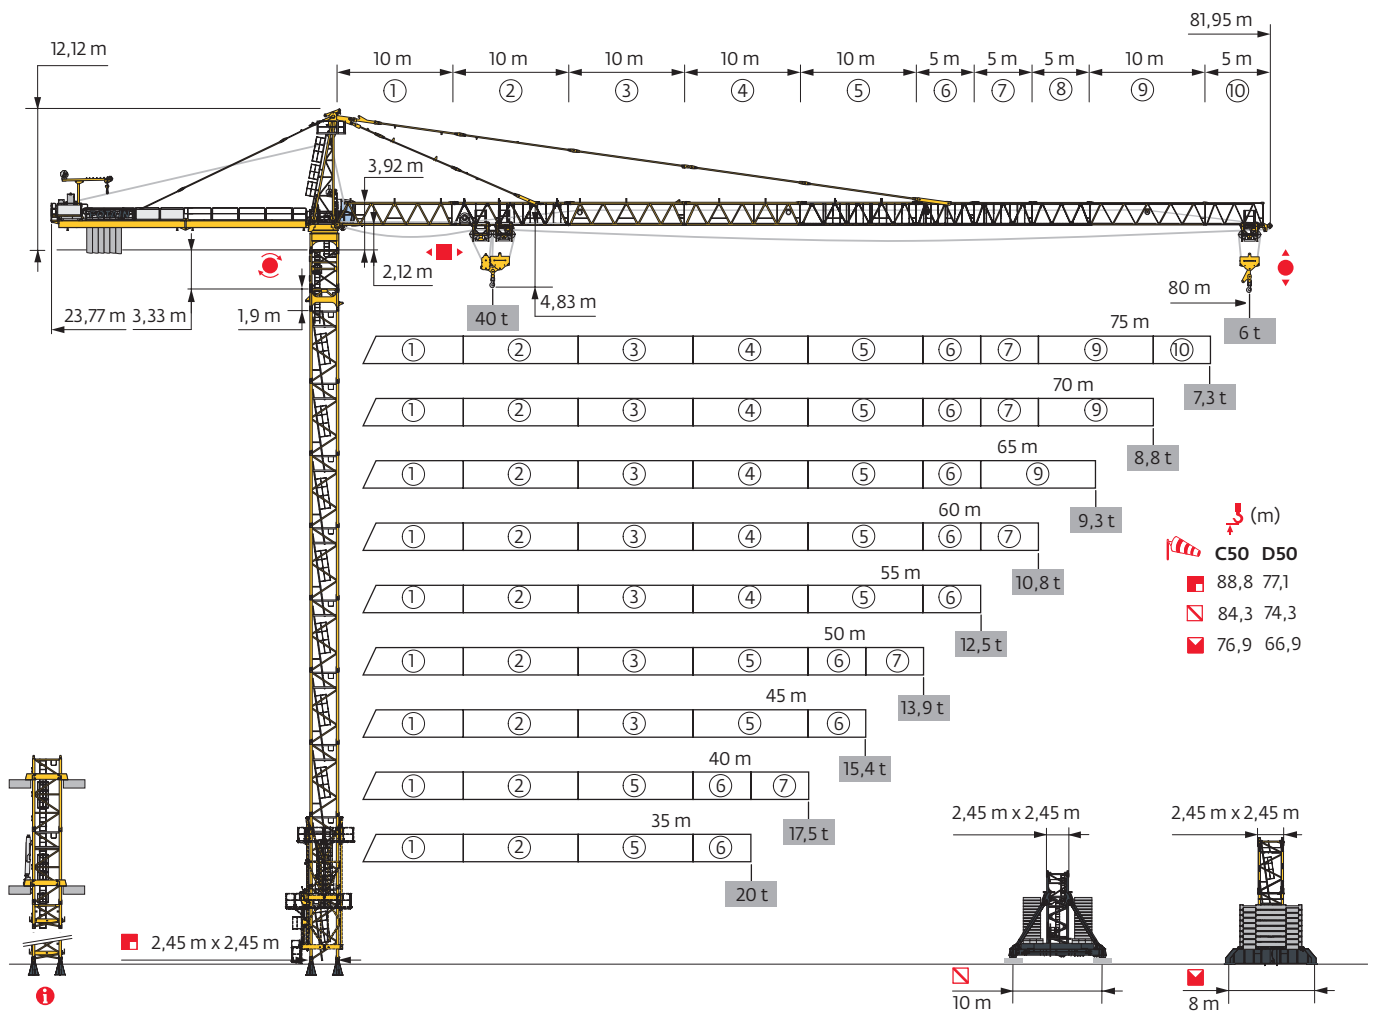 81,95 m
12,12 m
10 m 10 m 10 m 10 m 10 m 5 m 5 m 5 m 10 m 5 m
1 2 3 4 5 6 7 8 9 10
3,92 m
2,12 m
4,83 m
80 m
23,77 m 3,33 m 1,9 m
40 t
6 t
75 m
1 2 3 4 5 6 7 9 10
7,3 t
70 m
1 2 3 4 5 6 7 9
8,8 t
65 m
1 2 3 4 5 6 9
9,3 t
60 m
1 2 3 4 5 6 7
10,8 t
55 m
1 2 3 4 5 6
12,5 t
50 m
1 2 3 5 6 7
13,9 t
45 m
1 2 3 5 6
15,4 t
40 m
1 2 5 6 7
17,5 t
35 m
1 2 5 6
20 t
(m)
C50 D50
88,8 77,1
84,3 74,3
76,9 66,9
2,45 m x 2,45 m
2,45 m x 2,45 m
2,45 m x 2,45 m
10 m
8 m
i